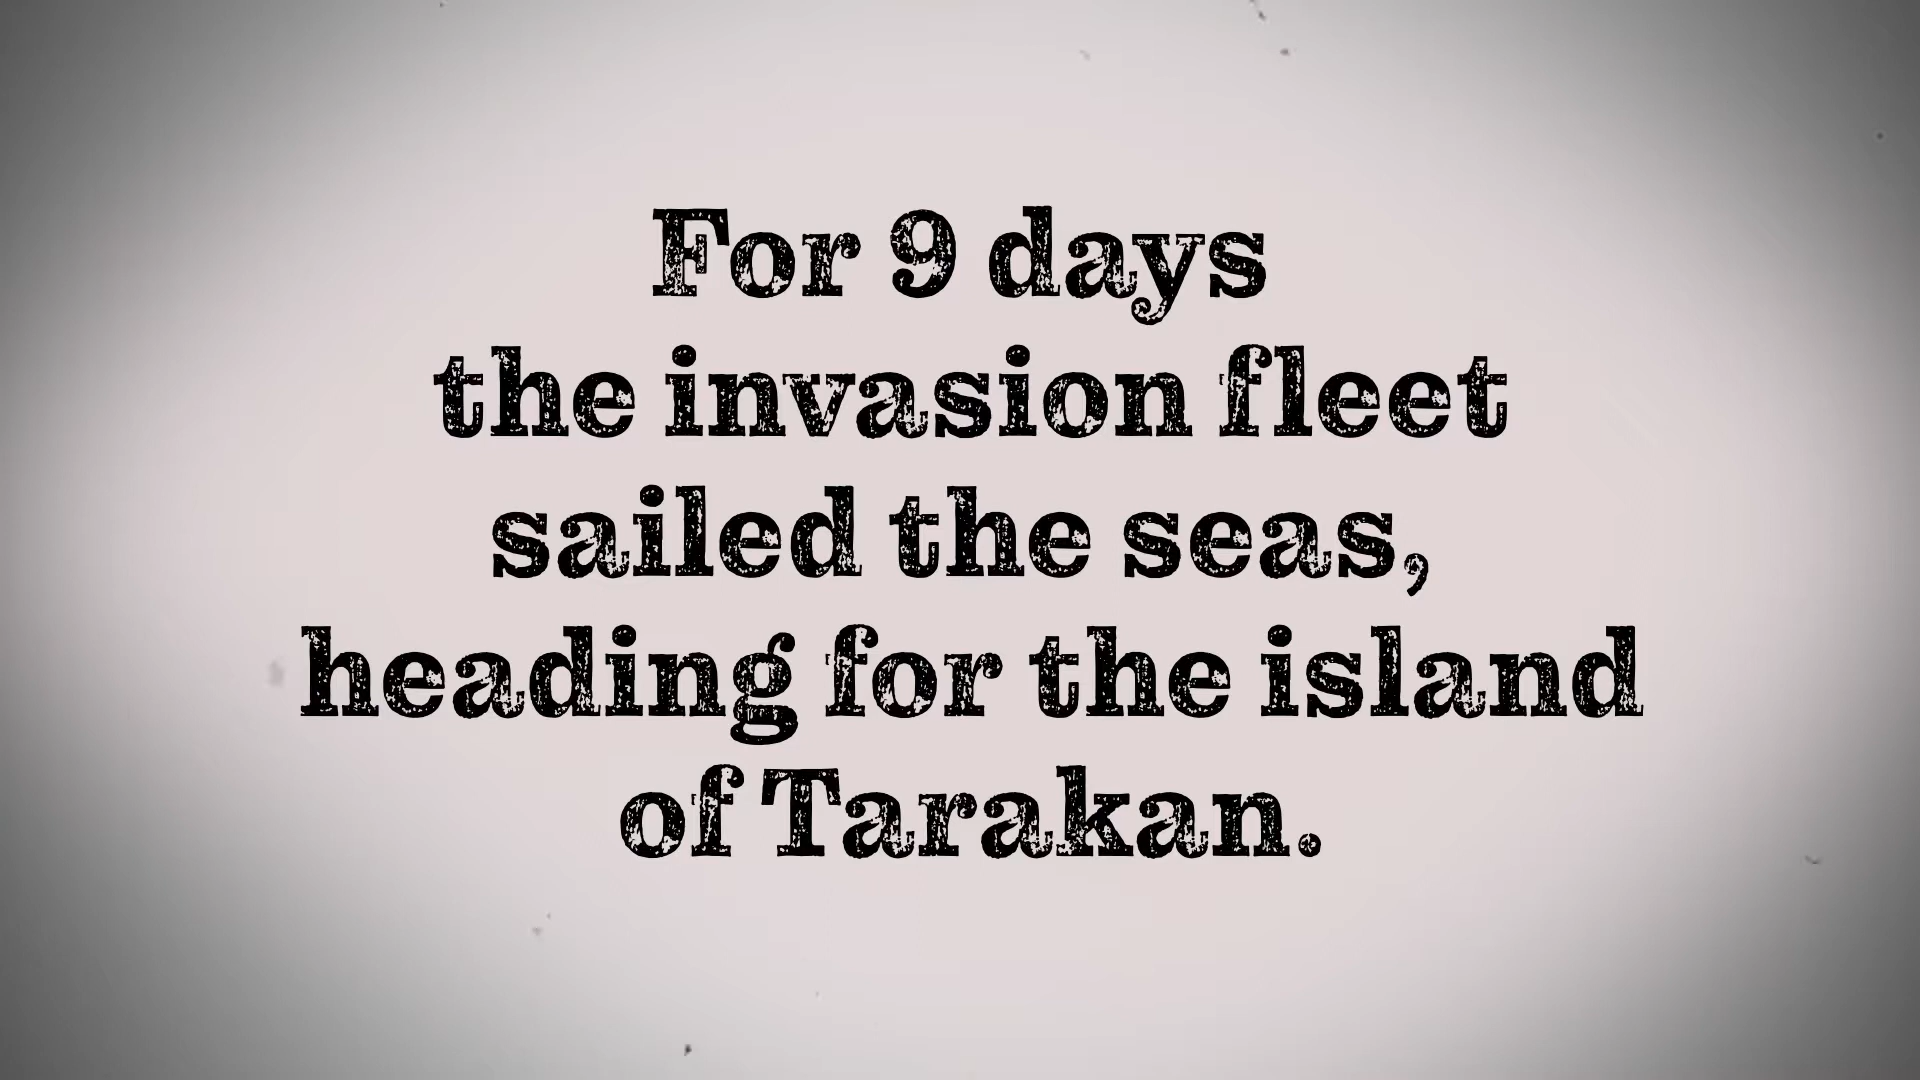 For 9 days
the invasion fleet
sailed the seas,
heading for the island
of Tarakan.